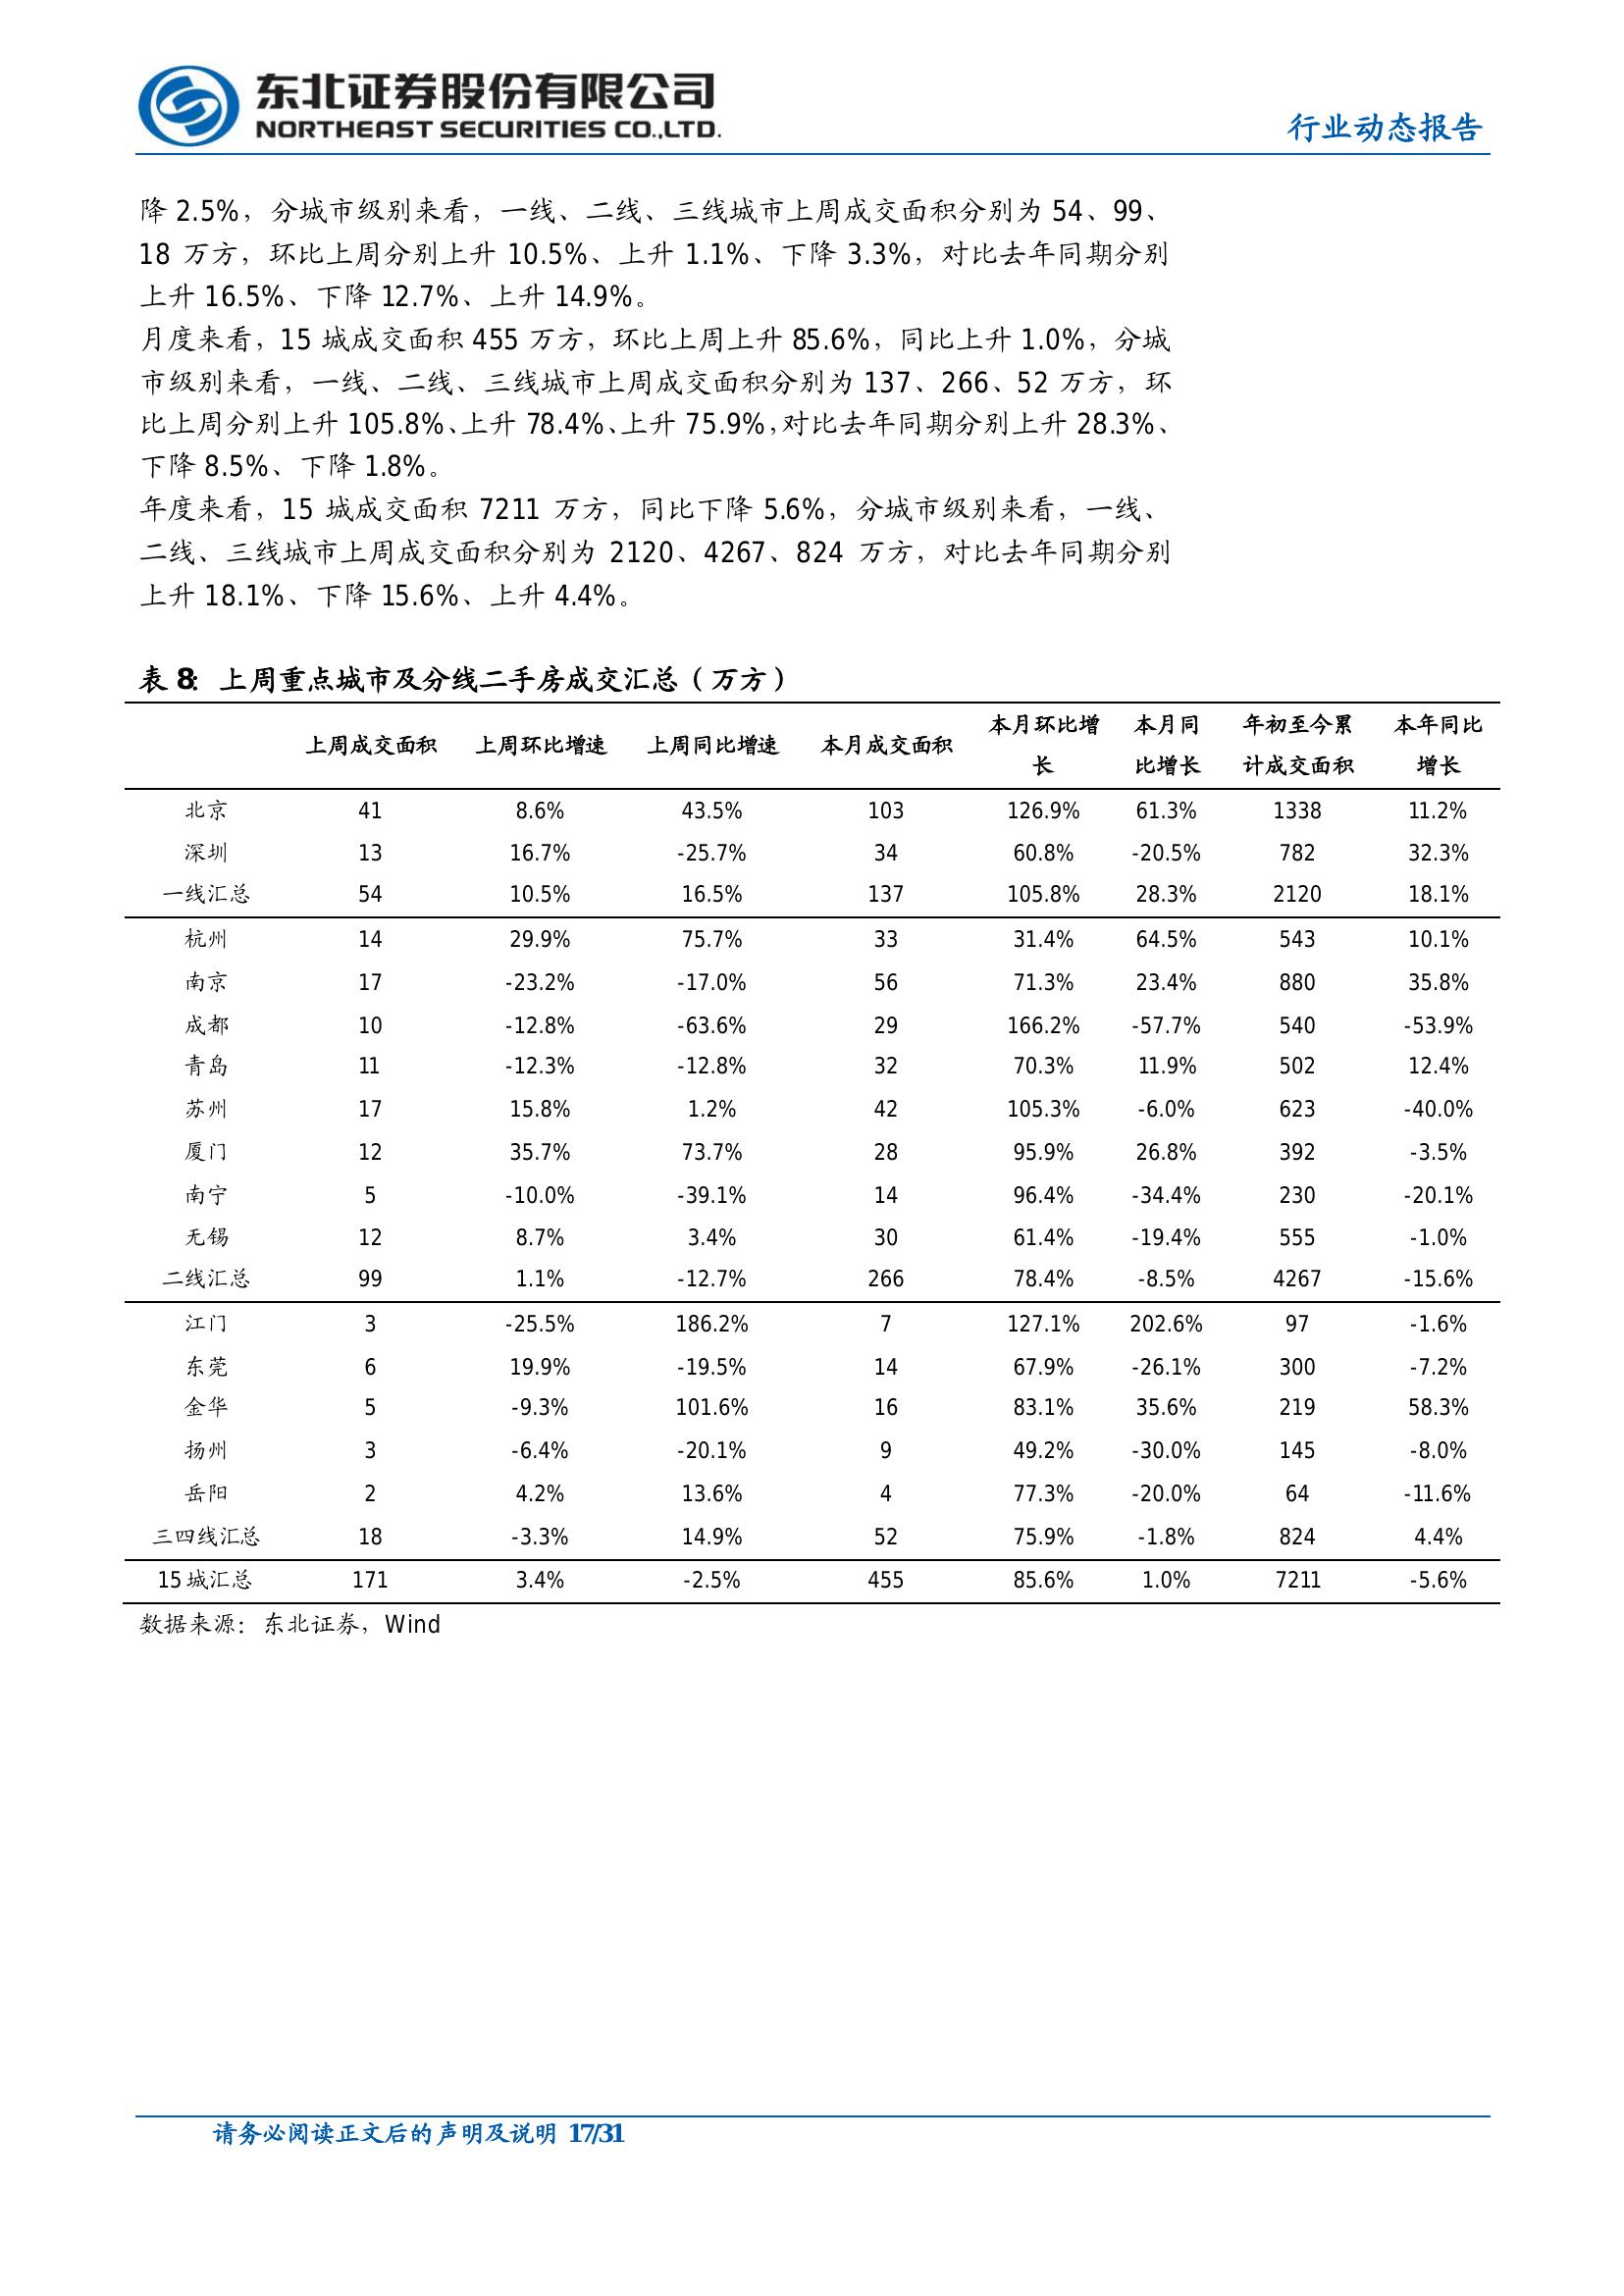 东北证券股份有限公司
NORTHEAST SECURITIES CO.,LTD.
行业动态报告
降 2.5%，分城市级别来看，一线、二线、三线城市上周成交面积分别为 54、99、
18 万方，环比上周分别上升 10.5%、上升 1.1%、下降 3.3%，对比去年同期分别
上升 16.5%、下降 12.7%、上升 14.9%。
月度来看，15 城成交面积 455 万方，环比上周上升 85.6%，同比上升 1.0%，分城
市级别来看，一线、二线、三线城市上周成交面积分别为 137、266、52 万方，环
比上周分别上升 105.8%、上升 78.4%、上升 75.9%，对比去年同期分别上升 28.3%、
下降 8.5%、下降 1.8%。
年度来看，15 城成交面积 7211 万方，同比下降 5.6%，分城市级别来看，一线、
二线、三线城市上周成交面积分别为 2120、4267、824 万方，对比去年同期分别
上升 18.1%、下降 15.6%、上升 4.4%。
表 8：上周重点城市及分线二手房成交汇总（万方）
上周成交面积 上周环比增速 上周同比增速 本月成交面积 本月环比增 本月同 年初至今累 本年同比
长 比增长 计成交面积 增长
北京 41 8.6% 43.5% 103 126.9% 61.3% 1338 11.2%
深圳 13 16.7% -25.7% 34 60.8% -20.5% 782 32.3%
一线汇总 54 10.5% 16.5% 137 105.8% 28.3% 2120 18.1%
杭州 14 29.9% 75.7% 33 31.4% 64.5% 543 10.1%
南京 17 -23.2% -17.0% 56 71.3% 23.4% 880 35.8%
成都 10 -12.8% -63.6% 29 166.2% -57.7% 540 -53.9%
青岛 11 -12.3% -12.8% 32 70.3% 11.9% 502 12.4%
苏州 17 15.8% 1.2% 42 105.3% -6.0% 623 -40.0%
厦门 12 35.7% 73.7% 28 95.9% 26.8% 392 -3.5%
南宁 5 -10.0% -39.1% 14 96.4% -34.4% 230 -20.1%
无锡 12 8.7% 3.4% 30 61.4% -19.4% 555 -1.0%
二线汇总 99 1.1% -12.7% 266 78.4% -8.5% 4267 -15.6%
江门 3 -25.5% 186.2% 7 127.1% 202.6% 97 -1.6%
东莞 6 19.9% -19.5% 14 67.9% -26.1% 300 -7.2%
金华 5 -9.3% 101.6% 16 83.1% 35.6% 219 58.3%
扬州 3 -6.4% -20.1% 9 49.2% -30.0% 145 -8.0%
岳阳 2 4.2% 13.6% 4 77.3% -20.0% 64 -11.6%
三四线汇总 18 -3.3% 14.9% 52 75.9% -1.8% 824 4.4%
15 城汇总 171 3.4% -2.5% 455 85.6% 1.0% 7211 -5.6%
数据来源：东北证券，Wind
请务必阅读正文后的声明及说明 17/31